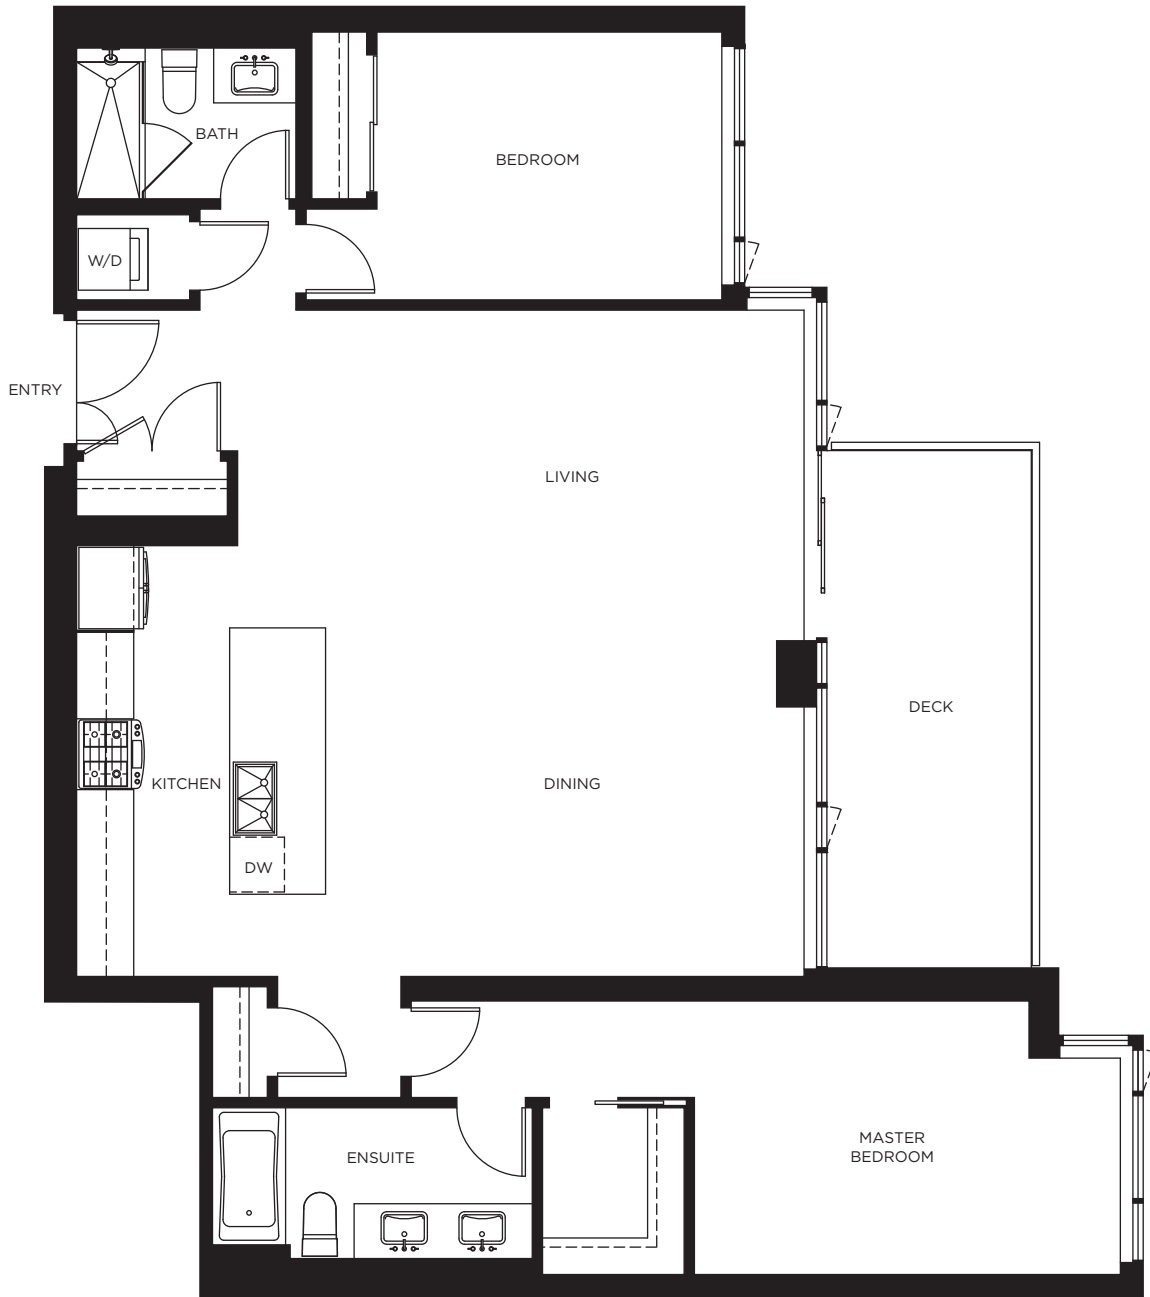 BATH
BEDROOM
W/D
ENTRY
LIVING
DECK
KITCHEN
DINING
DW
MASTER
BEDROOM
ENSUITE